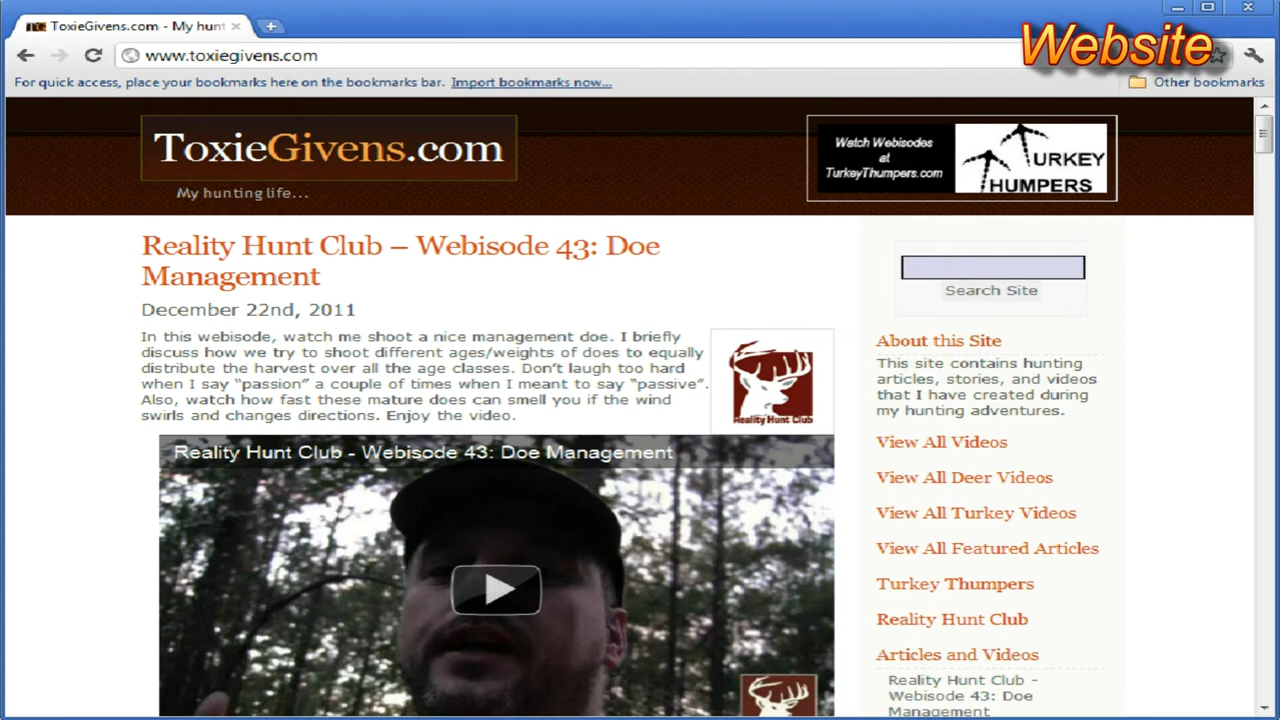 ToxieGivens.com - My hunt
Website
www.toxiegivens.com
For quick access, place your bookmarks here on the bookmarks bar. Import bookmarks now...
Other bookmarks
ToxieGivens.com
My hunting life...
Watch Webisodes
at
TurkeyThumpers.com
TURKEY
THUMPERS
Reality Hunt Club – Webisode 43: Doe
Management
December 22nd, 2011
In this webisode, watch me shoot a nice management doe. I briefly
discuss how we try to shoot different ages/weights of does to equally
distribute the harvest over all the age classes. Don't laugh too hard
when I say “passion” a couple of times when I meant to say “passive”.
Also, watch how fast these mature does can smell you if the wind
swirls and changes directions. Enjoy the video.
Reality Hunt Club
Reality Hunt Club - Webisode 43: Doe Management
Search Site
About this Site
This site contains hunting
articles, stories, and videos
that I have created during
my hunting adventures.
View All Videos
View All Deer Videos
View All Turkey Videos
View All Featured Articles
Turkey Thumpers
Reality Hunt Club
Articles and Videos
Reality Hunt Club -
Webisode 43: Doe
Management